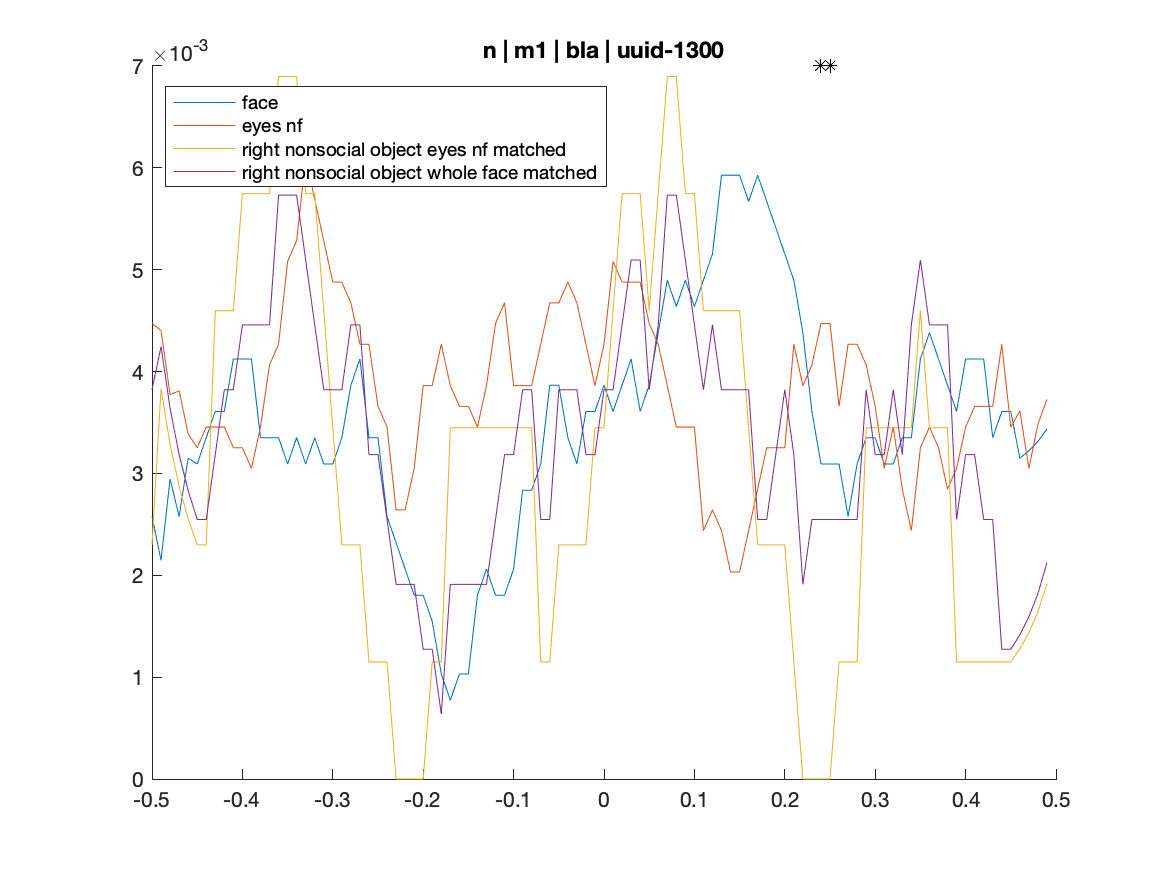 n | m1 | bla | uuid-1300
×10-3
face
eyes nf
right nonsocial object eyes nf matched
right nonsocial object whole face matched
7
6
5
4
3
2
1
0
-0.5 -0.4 -0.3 -0.2 -0.1 0 0.1 0.2 0.3 0.4 0.5